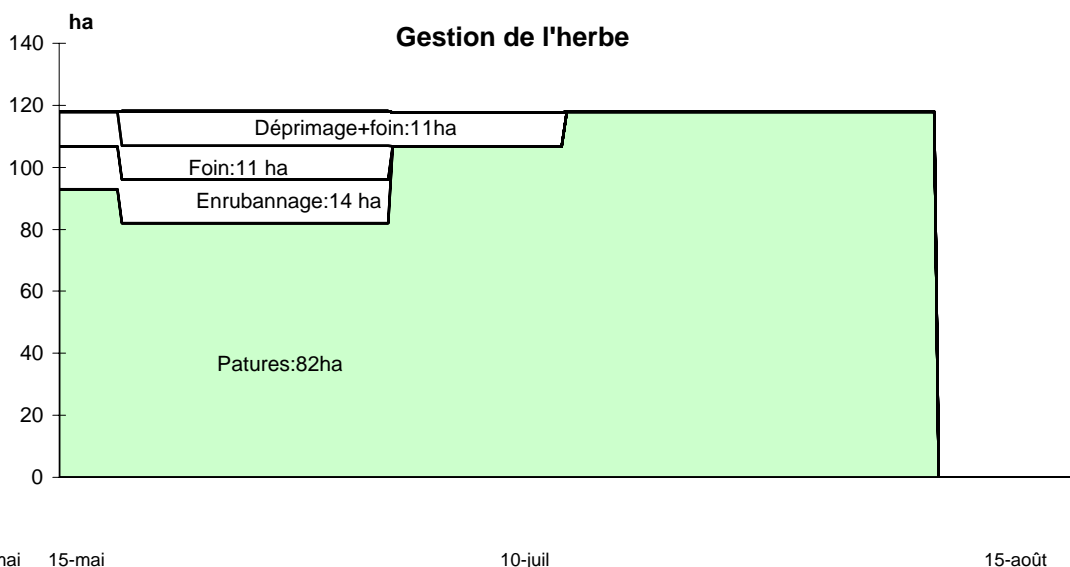 ha
Gestion de l'herbe
140
120
100
80
60
40
20
0
Déprimage+foin:11ha
Foin:11 ha
Enrubannage:14 ha
Patures:82ha
15-mai
10-juil
15-août